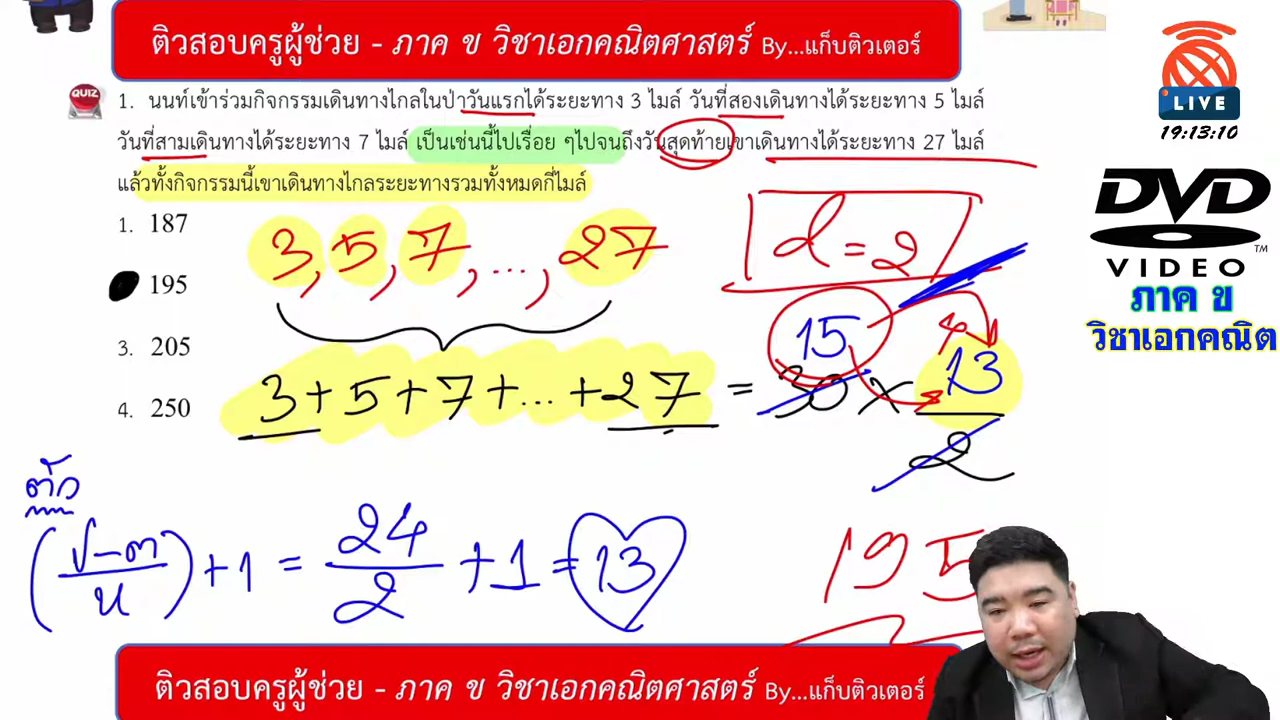 ติวสอบครูผู้ช่วย - ภาค ข วิชาเอกคณิตศาสตร์ By...แก็บติวเตอร์
QUIZ
1. นนท์เข้าร่วมกิจกรรมเดินทางไกลในป่าวันแรกได้ระยะทาง 3 ไมล์ วันที่สองเดินทางได้ระยะทาง 5 ไมล์
วันที่สามเดินทางได้ระยะทาง 7 ไมล์ เป็นเช่นนี้ไปเรื่อย ๆไปจนถึงวันสุดท้ายเขาเดินทางได้ระยะทาง 27 ไมล์
แล้วทั้งกิจกรรมนี้เขาเดินทางไกลระยะทางรวมทั้งหมดกี่ไมล์
1. 187
195
3. 205
4. 250
3, 5, 7, ..., 27
d = 2
15
3 + 5 + 7 + ... + 27 = 30 × 13
2
ตัว
(ป-ต
น) + 1 = 24
2 + 1 = 13
195
LIVE
19:13:10
DVD
VIDEO
TM
ภาค ข
วิชาเอกคณิต
ติวสอบครูผู้ช่วย - ภาค ข วิชาเอกคณิตศาสตร์ By...แก็บติวเตอร์